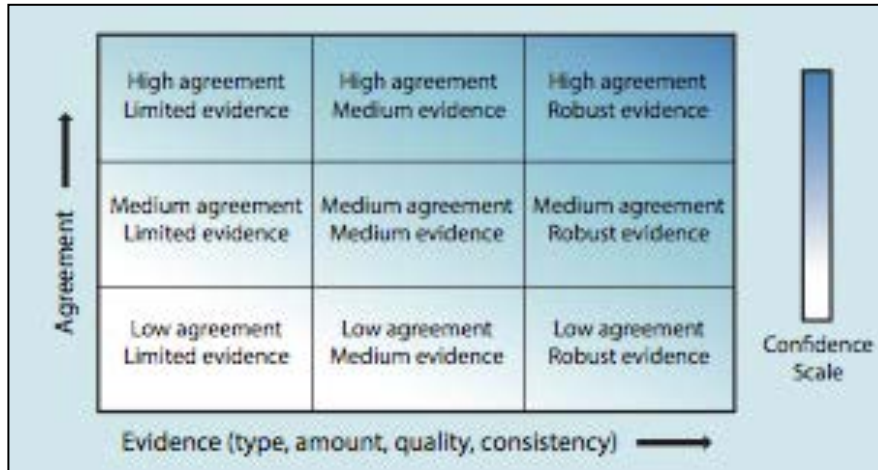 High agreement
Limited evidence
High agreement
Medium evidence
High agreement
Robust evidence
Medium agreement
Limited evidence
Medium agreement
Medium evidence
Medium agreement
Robust evidence
Low agreement
Limited evidence
Low agreement
Medium evidence
Low agreement
Robust evidence
Agreement
Evidence (type, amount, quality, consistency)
Confidence
Scale